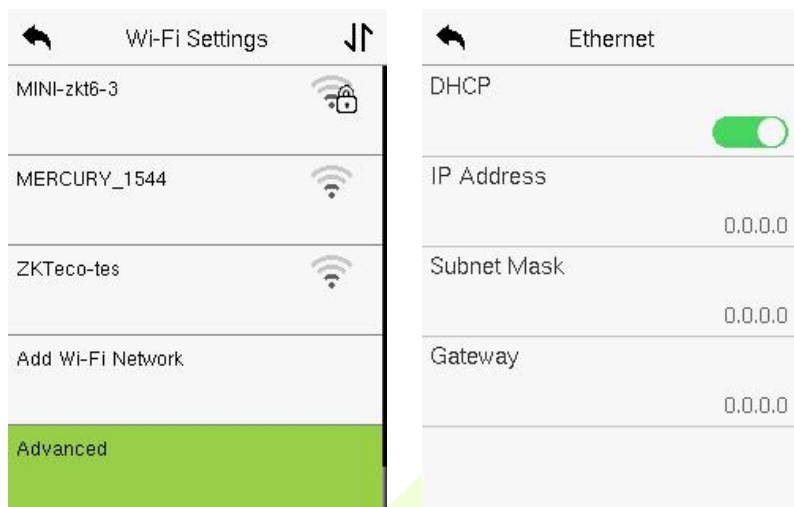 Wi-Fi Settings
MINI-zkt6-3
MERCURY_1544
ZKTeco-tes
Add Wi-Fi Network
Advanced
Ethernet
DHCP
IP Address
0.0.0.0
Subnet Mask
0.0.0.0
Gateway
0.0.0.0